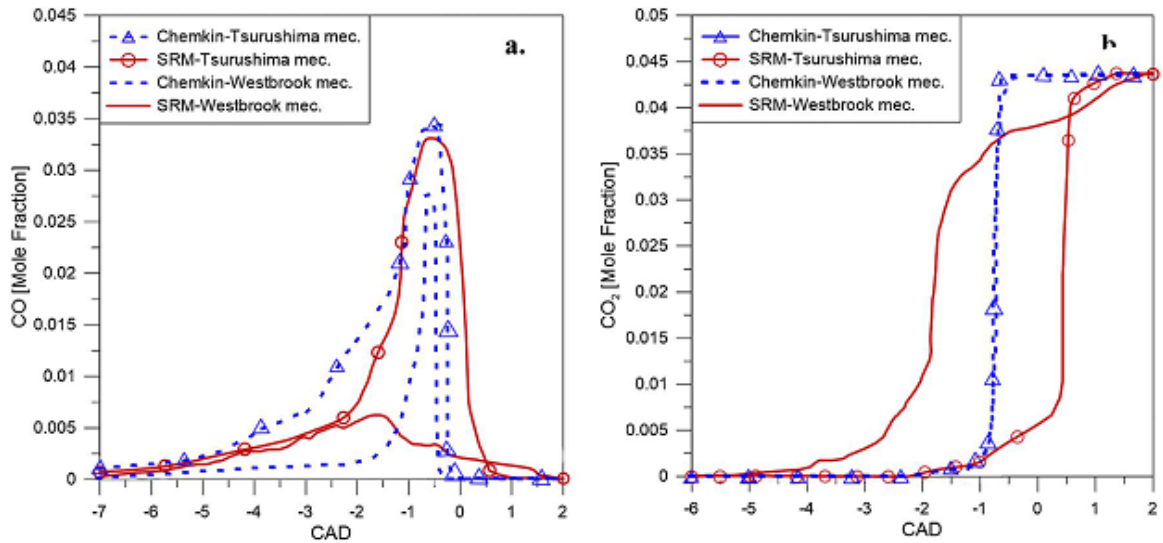 0.045
0.04
0.035
0.03
0.025
0.02
0.015
0.01
0.005
0
CO [Mole Fraction]
Chemkin-Tsurushima mec.
SRM-Tsurushima mec.
Chemkin-Westbrook mec.
SRM-Westbrook mec.
a.
-7 -6 -5 -4 -3 -2 -1 0 1 2
CAD
0.05
0.045
0.04
0.035
0.03
0.025
0.02
0.015
0.01
0.005
0
CO₂ [Mole Fraction]
Chemkin-Tsurushima mec.
SRM-Tsurushima mec.
Chemkin-Westbrook mec.
SRM-Westbrook mec.
b
-6 -5 -4 -3 -2 -1 0 1 2
CAD